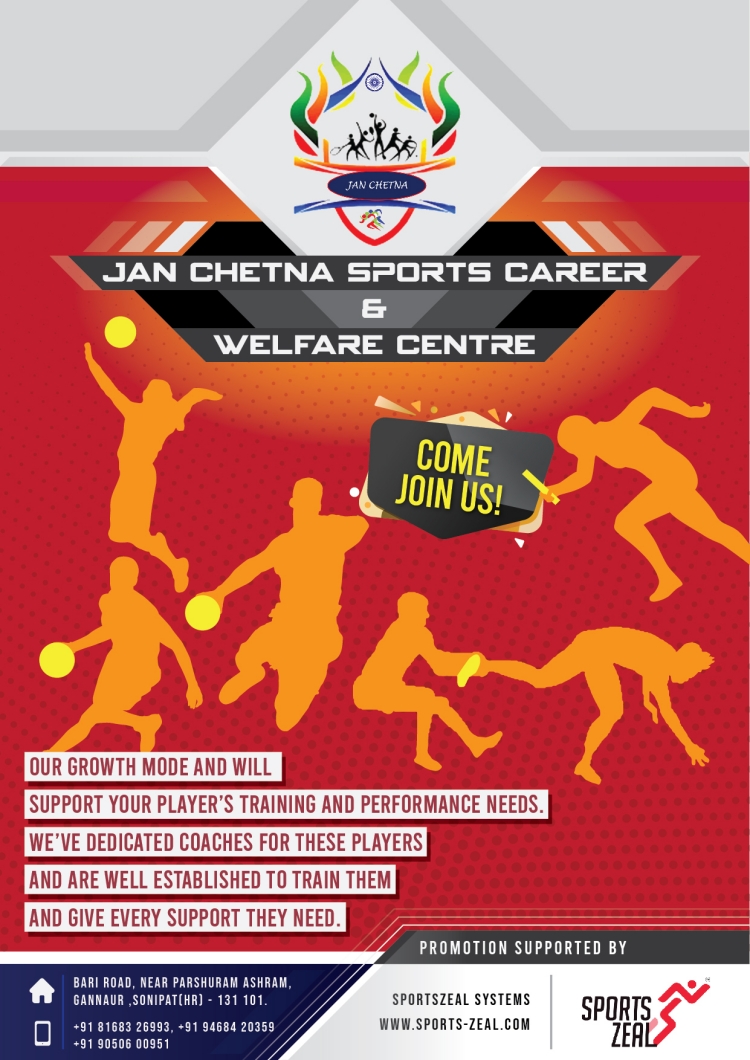 JAN CHETNA
JAN CHETNA SPORTS CAREER
&
WELFARE CENTRE
COME
JOIN US!
OUR GROWTH MODE AND WILL
SUPPORT YOUR PLAYER'S TRAINING AND PERFORMANCE NEEDS.
WE'VE DEDICATED COACHES FOR THESE PLAYERS
AND ARE WELL ESTABLISHED TO TRAIN THEM
AND GIVE EVERY SUPPORT THEY NEED.
PROMOTION SUPPORTED BY
BARI ROAD, NEAR PARSHURAM ASHRAM,
GANNAUR ,SONIPAT(HR) - 131 101.
+91 81683 26993, +91 94684 20359
+91 90506 00951
SPORTSZEAL SYSTEMS
WWW.SPORTS-ZEAL.COM
SPORTS
ZEAL